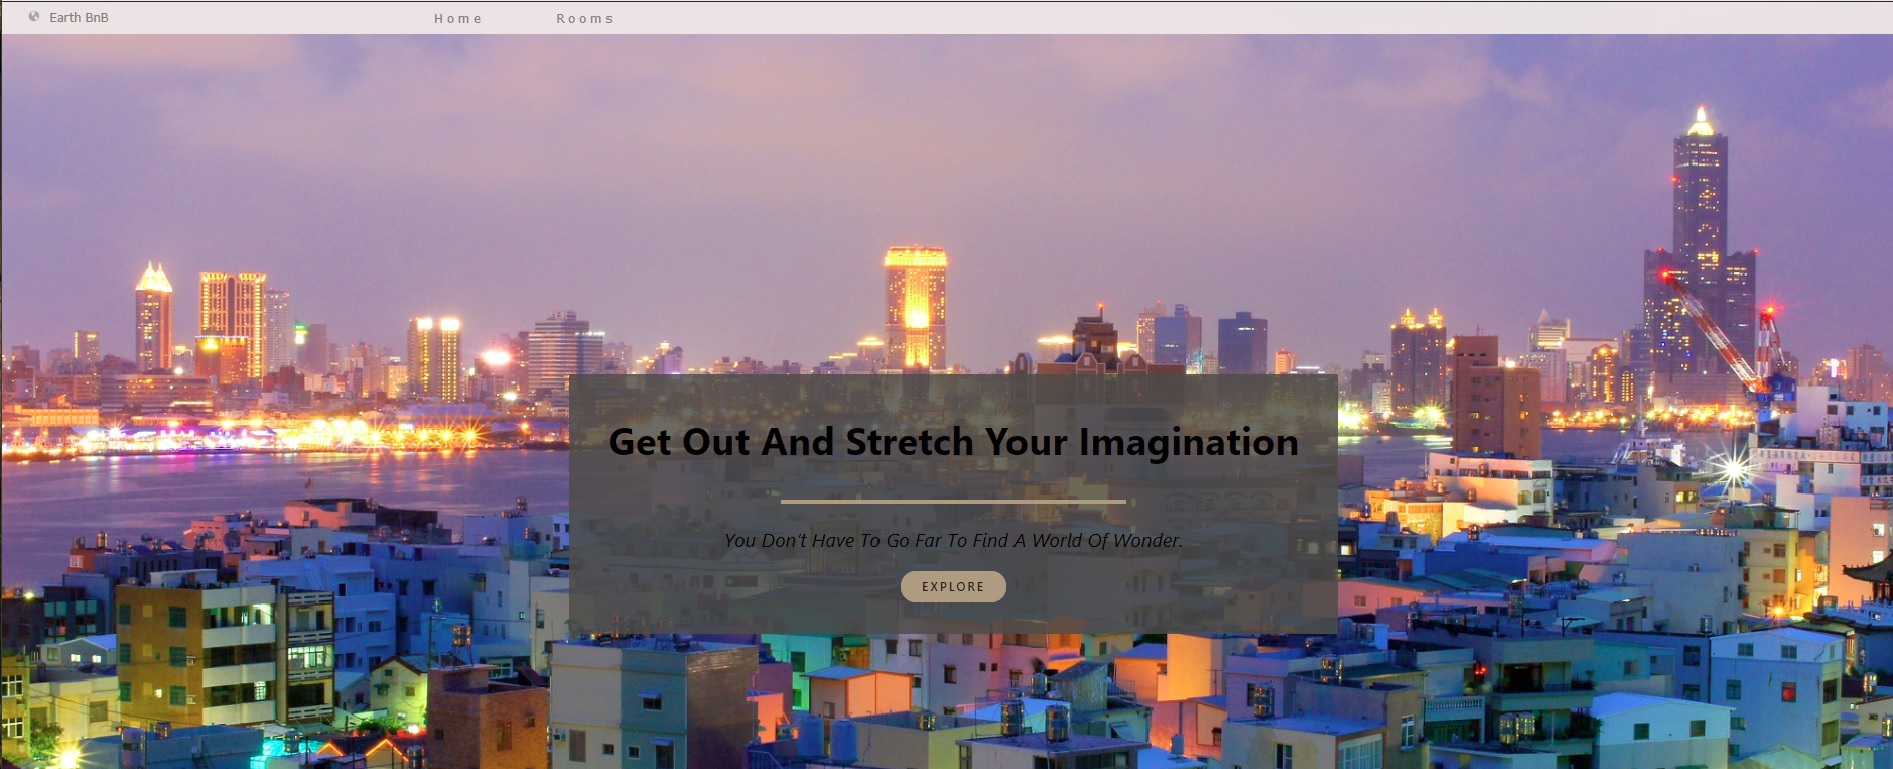 Earth BnB
Home Rooms
Get Out And Stretch Your Imagination
You Don't Have To Go Far To Find A World Of Wonder.
EXPLORE